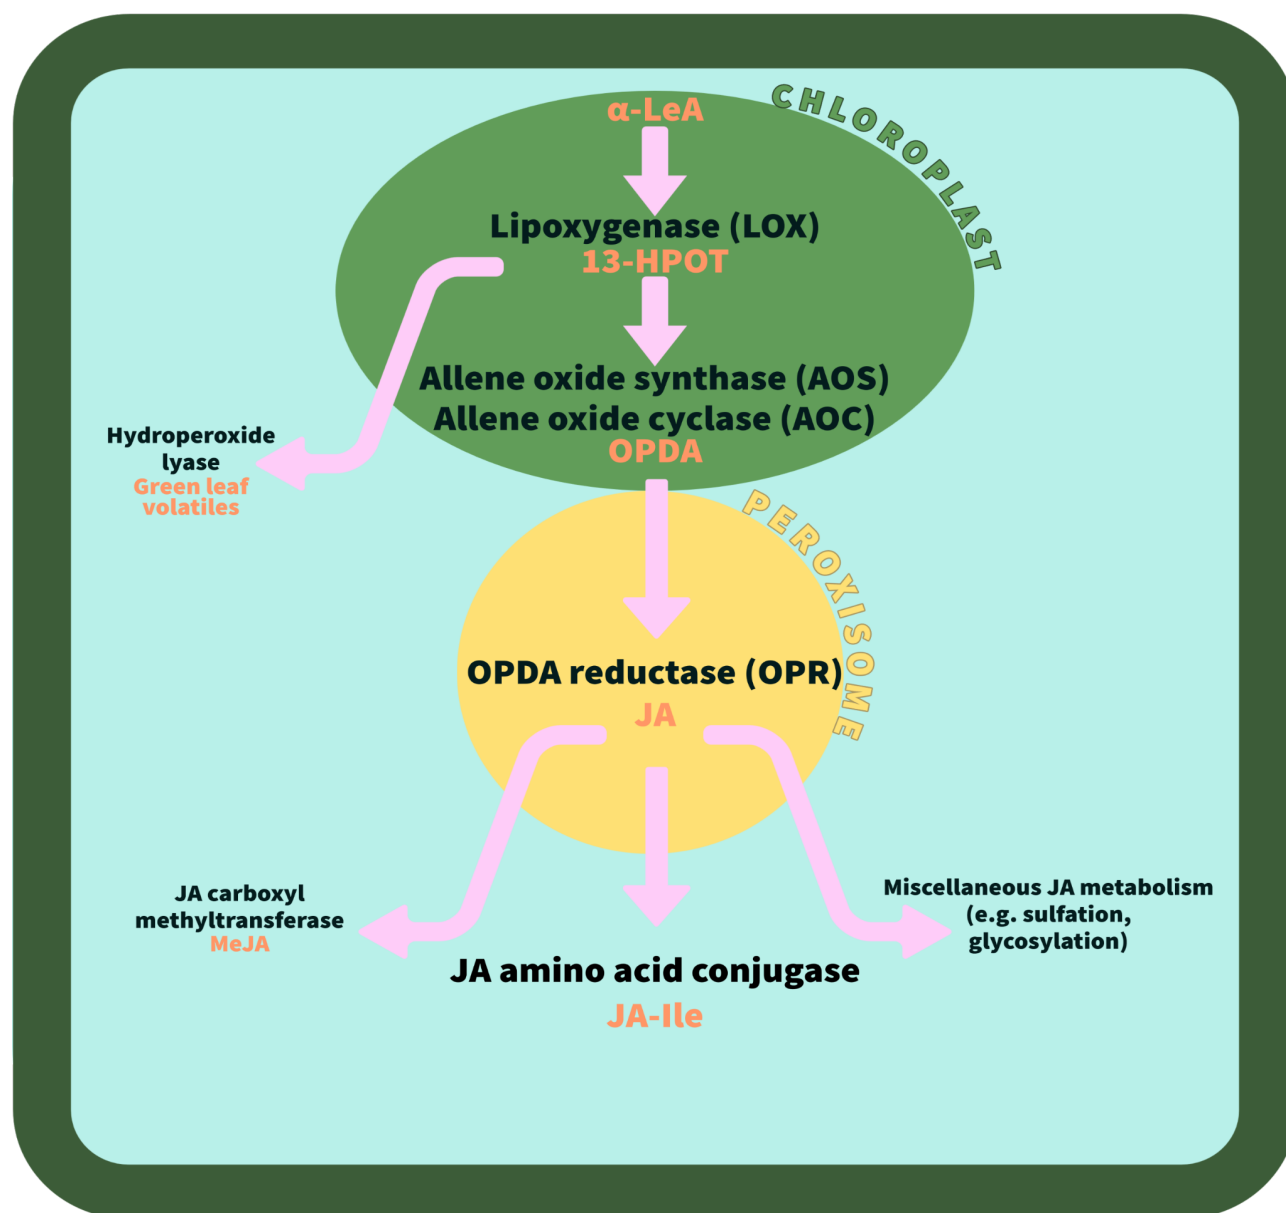 CHLOROPLAST
α-LeA
Lipoxygenase (LOX)
13-HPOT
Allene oxide synthase (AOS)
Allene oxide cyclase (AOC)
OPDA
Hydroperoxide
lyase
Green leaf
volatiles
PEROXISOME
OPDA reductase (OPR)
JA
JA carboxyl
methyltransferase
MeJA
JA amino acid conjugase
JA-Ile
Miscellaneous JA metabolism
(e.g. sulfation,
glycosylation)